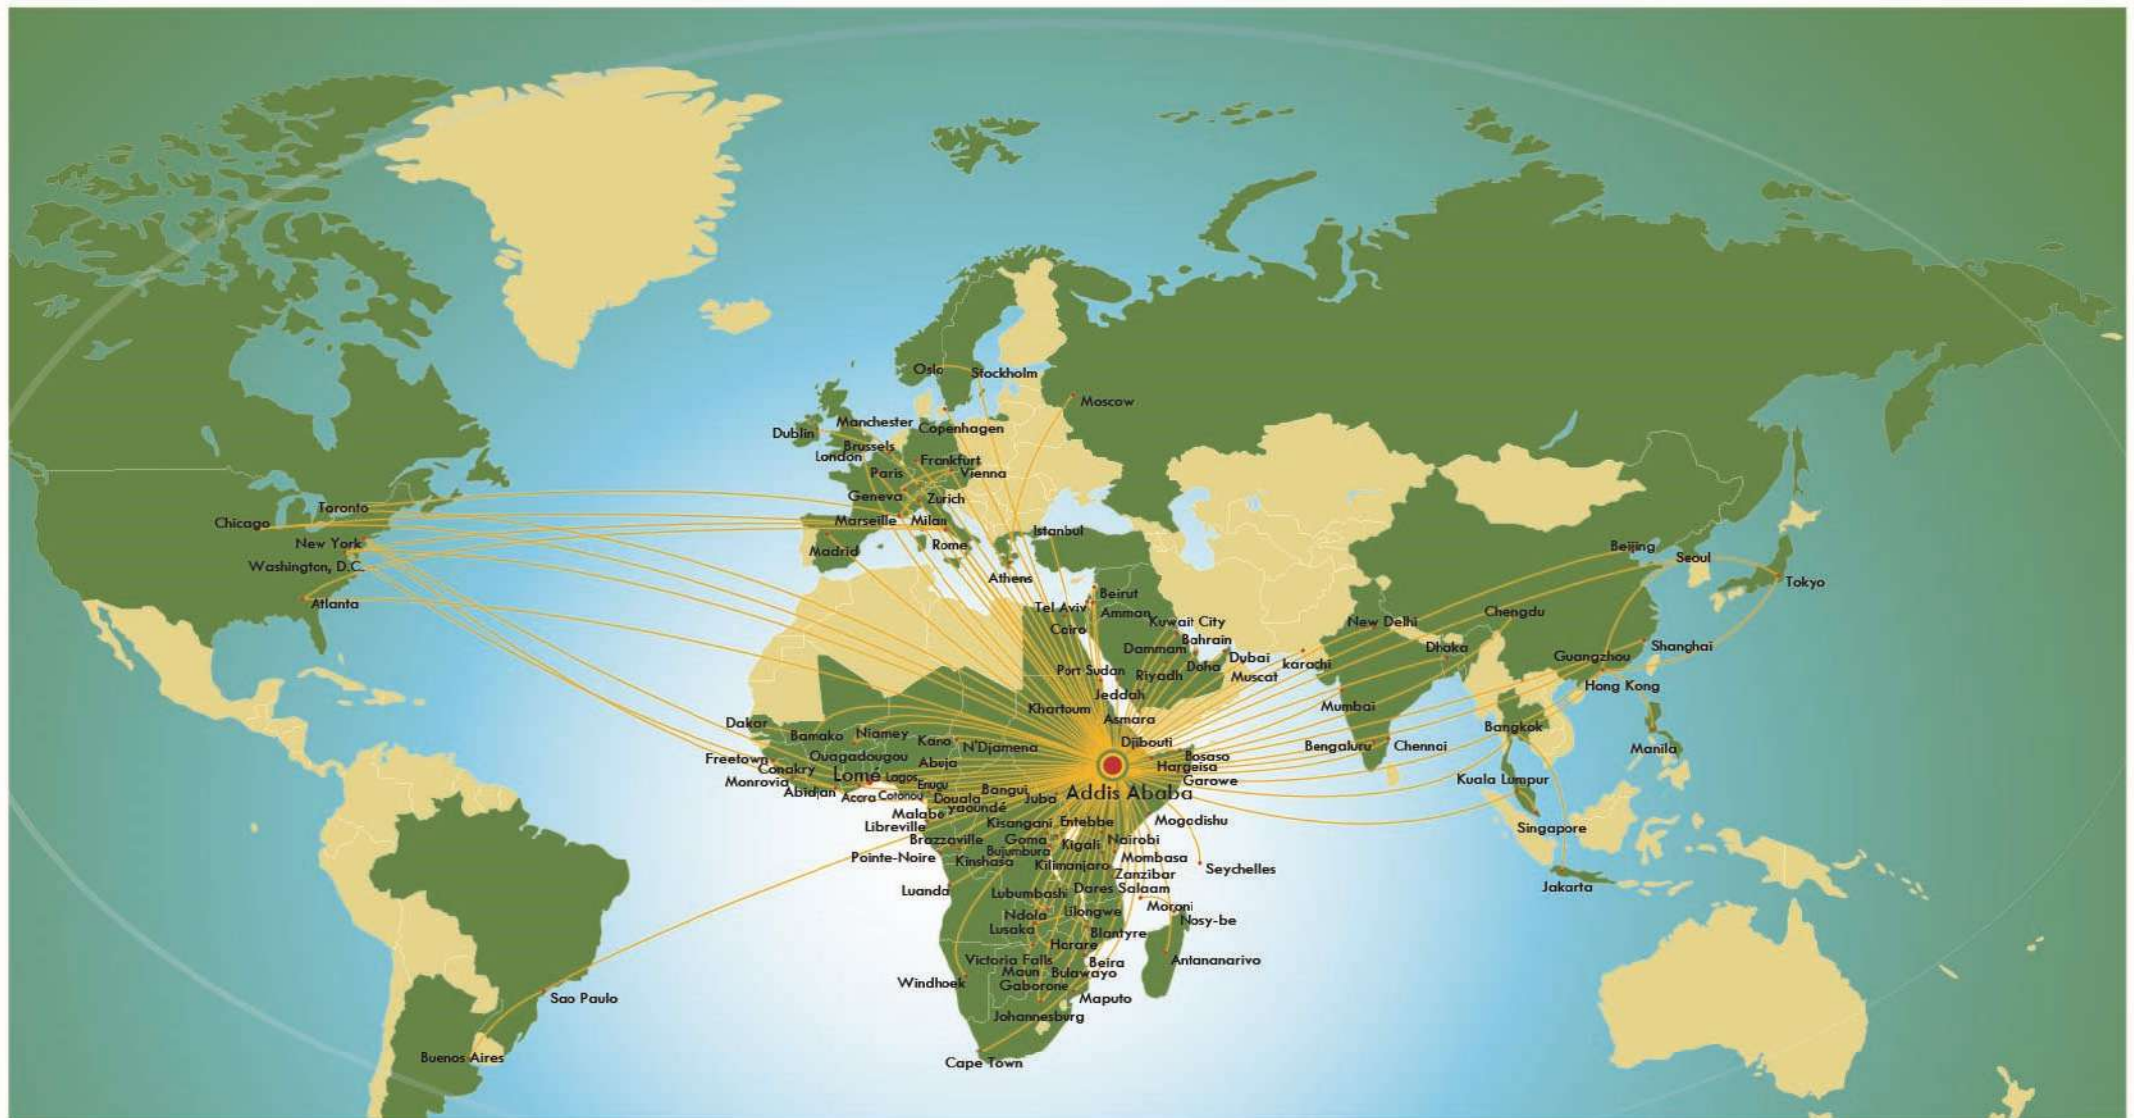 Oslo
Stockholm
Moscow
Manchester
Copenhagen
Dublin
Brussels
London
Frankfurt
Paris
Vienna
Geneva
Zurich
Toronto
Chicago
Marseille
Milan
New York
Rome
Istanbul
Madrid
Washington, D.C.
Athens
Atlanta
Beijing
Seoul
Tokyo
Beirut
Tel Aviv
Amman
Cairo
Kuwait City
New Delhi
Chengdu
Bahrain
Dammam
Dubai
Doha
karachi
Dhaka
Guangzhou
Shanghai
Port Sudan
Riyadh
Muscat
Hong Kong
Jeddah
Khartoum
Asmara
Mumbai
Bangkok
Dakar
Bamako
Niamey
Kano
N'Djamena
Djibouti
Bengaluru
Chennai
Manila
Freetown
Ouagadougou
Abuja
Bosaso
Conakry
Hargeisa
Monrovia
Lomé
Lagos
Enugu
Garowe
Kuala Lumpur
Abidjan
Accra
Cotonou
Douala
Bangui
Juba
Addis Ababa
Malabo
yaoundé
Libreville
Kisangani
Entebbe
Mogadishu
Singapore
Brazzaville
Goma
Kigali
Nairobi
Pointe-Noire
Kinshasa
Bujumbura
Kilimanjaro
Mombasa
Zanzibar
Seychelles
Luanda
Lubumbashi
Dares Salaam
Jakarta
Ndola
Lilongwe
Moroni
Nosy-be
Lusaka
Blantyre
Harare
Victoria Falls
Beira
Antananarivo
Maun
Bulawayo
Windhoek
Gaborone
Maputo
Sao Paulo
Johannesburg
Buenos Aires
Cape Town